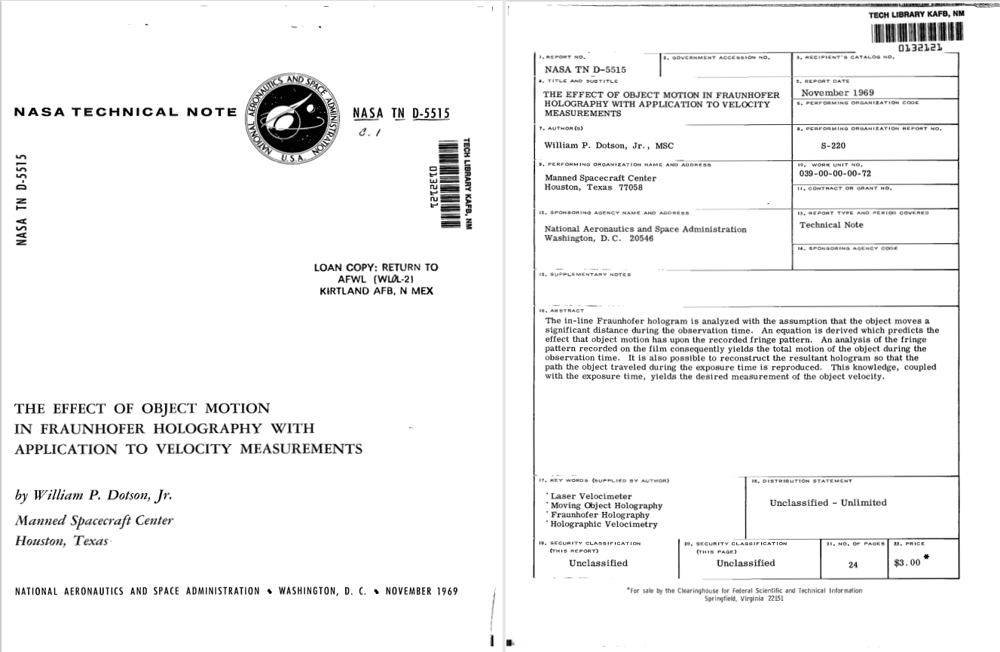 NASA TECHNICAL NOTE
NATIONAL AERONAUTICS AND SPACE ADMINISTRATION
U.S.A.
NASA TN D-5515
C. 1
NASA TN D-5515
TECH LIBRARY KAFB, NM
0132121
LOAN COPY: RETURN TO
AFWL (WLOL-2)
KIRTLAND AFB, N MEX
THE EFFECT OF OBJECT MOTION
IN FRAUNHOFER HOLOGRAPHY WITH
APPLICATION TO VELOCITY MEASUREMENTS
by William P. Dotson, Jr.
Manned Spacecraft Center
Houston, Texas
NATIONAL AERONAUTICS AND SPACE ADMINISTRATION • WASHINGTON, D. C. • NOVEMBER 1969
TECH LIBRARY KAFB, NM
0132121
1. REPORT NO.
NASA TN D-5515
2. GOVERNMENT ACCESSION NO.
3. RECIPIENT'S CATALOG NO.
4. TITLE AND SUBTITLE
THE EFFECT OF OBJECT MOTION IN FRAUNHOFER
HOLOGRAPHY WITH APPLICATION TO VELOCITY
MEASUREMENTS
5. REPORT DATE
November 1969
6. PERFORMING ORGANIZATION CODE
7. AUTHOR(S)
William P. Dotson, Jr., MSC
8. PERFORMING ORGANIZATION REPORT NO.
S-220
9. PERFORMING ORGANIZATION NAME AND ADDRESS
Manned Spacecraft Center
Houston, Texas 77058
10. WORK UNIT NO.
039-00-00-00-72
11. CONTRACT OR GRANT NO.
12. SPONSORING AGENCY NAME AND ADDRESS
National Aeronautics and Space Administration
Washington, D. C. 20546
13. REPORT TYPE AND PERIOD COVERED
Technical Note
14. SPONSORING AGENCY CODE
15. SUPPLEMENTARY NOTES
16. ABSTRACT
The in-line Fraunhofer hologram is analyzed with the assumption that the object moves a
significant distance during the observation time. An equation is derived which predicts the
effect that object motion has upon the recorded fringe pattern. An analysis of the fringe
pattern recorded on the film consequently yields the total motion of the object during the
observation time. It is also possible to reconstruct the resultant hologram so that the
path the object traveled during the exposure time is reproduced. This knowledge, coupled
with the exposure time, yields the desired measurement of the object velocity.
17. KEY WORDS (SUPPLIED BY AUTHOR)
' Laser Velocimeter
' Moving Object Holography
' Fraunhofer Holography
' Holographic Velocimetry
18. DISTRIBUTION STATEMENT
Unclassified - Unlimited
19. SECURITY CLASSIFICATION
(THIS REPORT)
Unclassified
20. SECURITY CLASSIFICATION
(THIS PAGE)
Unclassified
21. NO. OF PAGES
24
22. PRICE
$3.00 *
*For sale by the Clearinghouse for Federal Scientific and Technical Information
Springfield, Virginia 22151